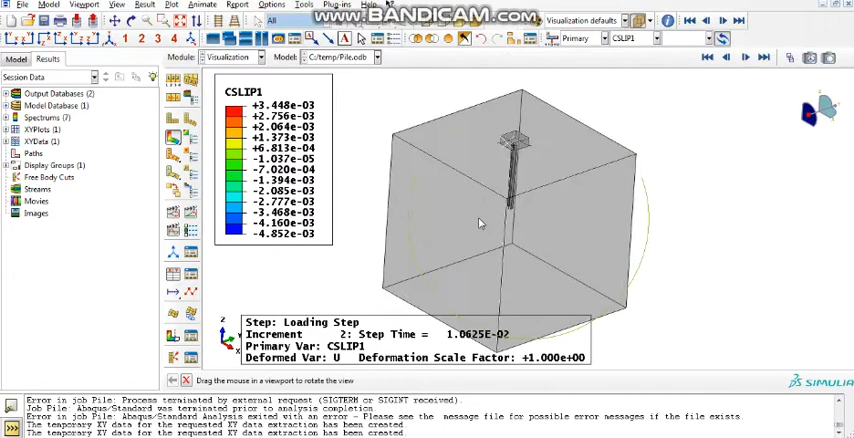 File Model Viewport View Result Plot Animate Report Options Tools Plug-ins Help
www.BANDICAM.com
All
Visualization defaults
1 2 3 4
A
Primary CSLIP1
Model Results
Module: Visualization Model: C:/temp/Pile.odb
Session Data
Output Databases (2)
Model Database (1)
Spectrums (7)
XYPlots (1)
XYData (1)
Paths
Display Groups (1)
Free Body Cuts
Streams
Movies
Images
CSLIP1
+3.448e-03
+2.756e-03
+2.064e-03
+1.373e-03
+6.813e-04
-1.037e-05
-7.020e-04
-1.394e-03
-2.085e-03
-2.777e-03
-3.468e-03
-4.160e-03
-4.852e-03
Z
Y
X
Step: Loading Step
Increment 2: Step Time = 1.0625E-02
Primary Var: CSLIP1
Deformed Var: U Deformation Scale Factor: +1.000e+00
Drag the mouse in a viewport to rotate the view
SIMULIA
Error in job Pile: Process terminated by external request (SIGTERM or SIGINT received).
Job Pile: Abaqus/Standard was terminated prior to analysis completion.
Error in job Pile: Abaqus/Standard Analysis exited with an error - Please see the message file for possible error messages if the file exists.
The temporary XY data for the requested XY data extraction has been created.
The temporary XY data for the requested XY data extraction has been created.